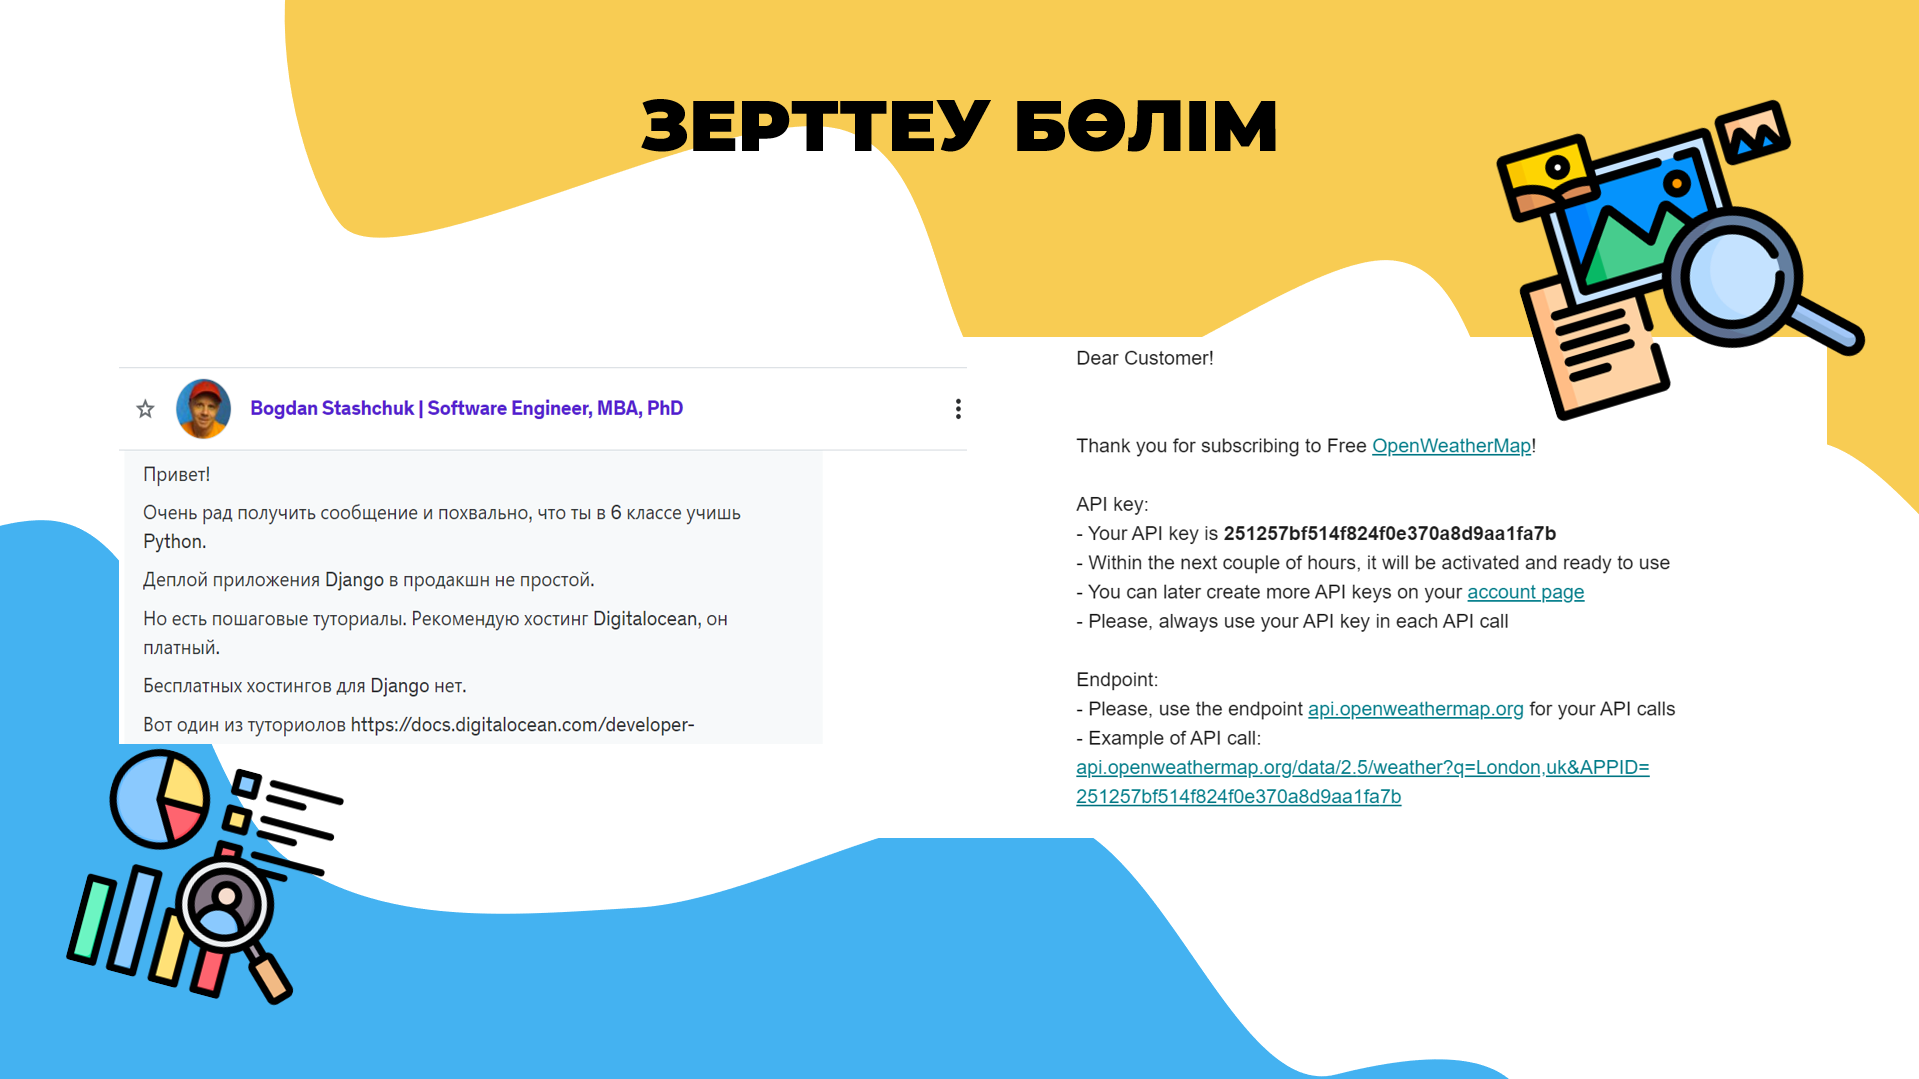 ЗЕРТТЕУ БӨЛІМ
Bogdan Stashchuk | Software Engineer, MBA, PhD
Привет!
Очень рад получить сообщение и похвально, что ты в 6 классе учишь
Python.
Деплой приложения Django в продакшн не простой.
Но есть пошаговые туториалы. Рекомендую хостинг Digitalocean, он
платный.
Бесплатных хостингов для Django нет.
Вот один из туториолов https://docs.digitalocean.com/developer-
Dear Customer!
Thank you for subscribing to Free OpenWeatherMap!
API key:
- Your API key is 251257bf514f824f0e370a8d9aa1fa7b
- Within the next couple of hours, it will be activated and ready to use
- You can later create more API keys on your account page
- Please, always use your API key in each API call
Endpoint:
- Please, use the endpoint api.openweathermap.org for your API calls
- Example of API call:
api.openweathermap.org/data/2.5/weather?q=London,uk&APPID=
251257bf514f824f0e370a8d9aa1fa7b